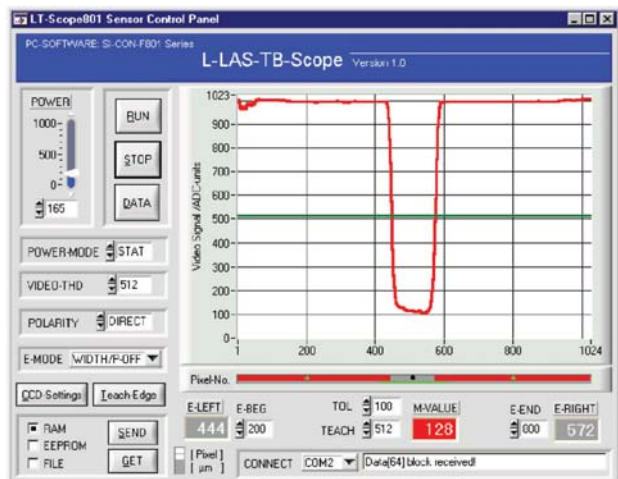 LT-Scope801 Sensor Control Panel
PC-SOFTWARE: SI-CON-F801 Series
L-LAS-TB-Scope Version 1.0
POWER
1000-
500-
0-
165
RUN
STOP
DATA
POWER-MODE STAT
VIDEO-THD 512
POLARITY DIRECT
E-MODE WIDTH/P-OFF
CCD-Settings Teach-Edge
RAM
EEPROM
FILE
SEND
GET
Video Signal /ADC-units
1023-
900-
800-
700-
600-
500-
400-
300-
200-
100-
0-
1 200 400 600 800 1024
Pixel-No.
E-LEFT
444
E-BEG
200
TOL 100
TEACH 512
M-VALUE
128
E-END
800
E-RIGHT
572
[ Pixel ]
[ µm ]
CONNECT COM2 Data[64] block received!